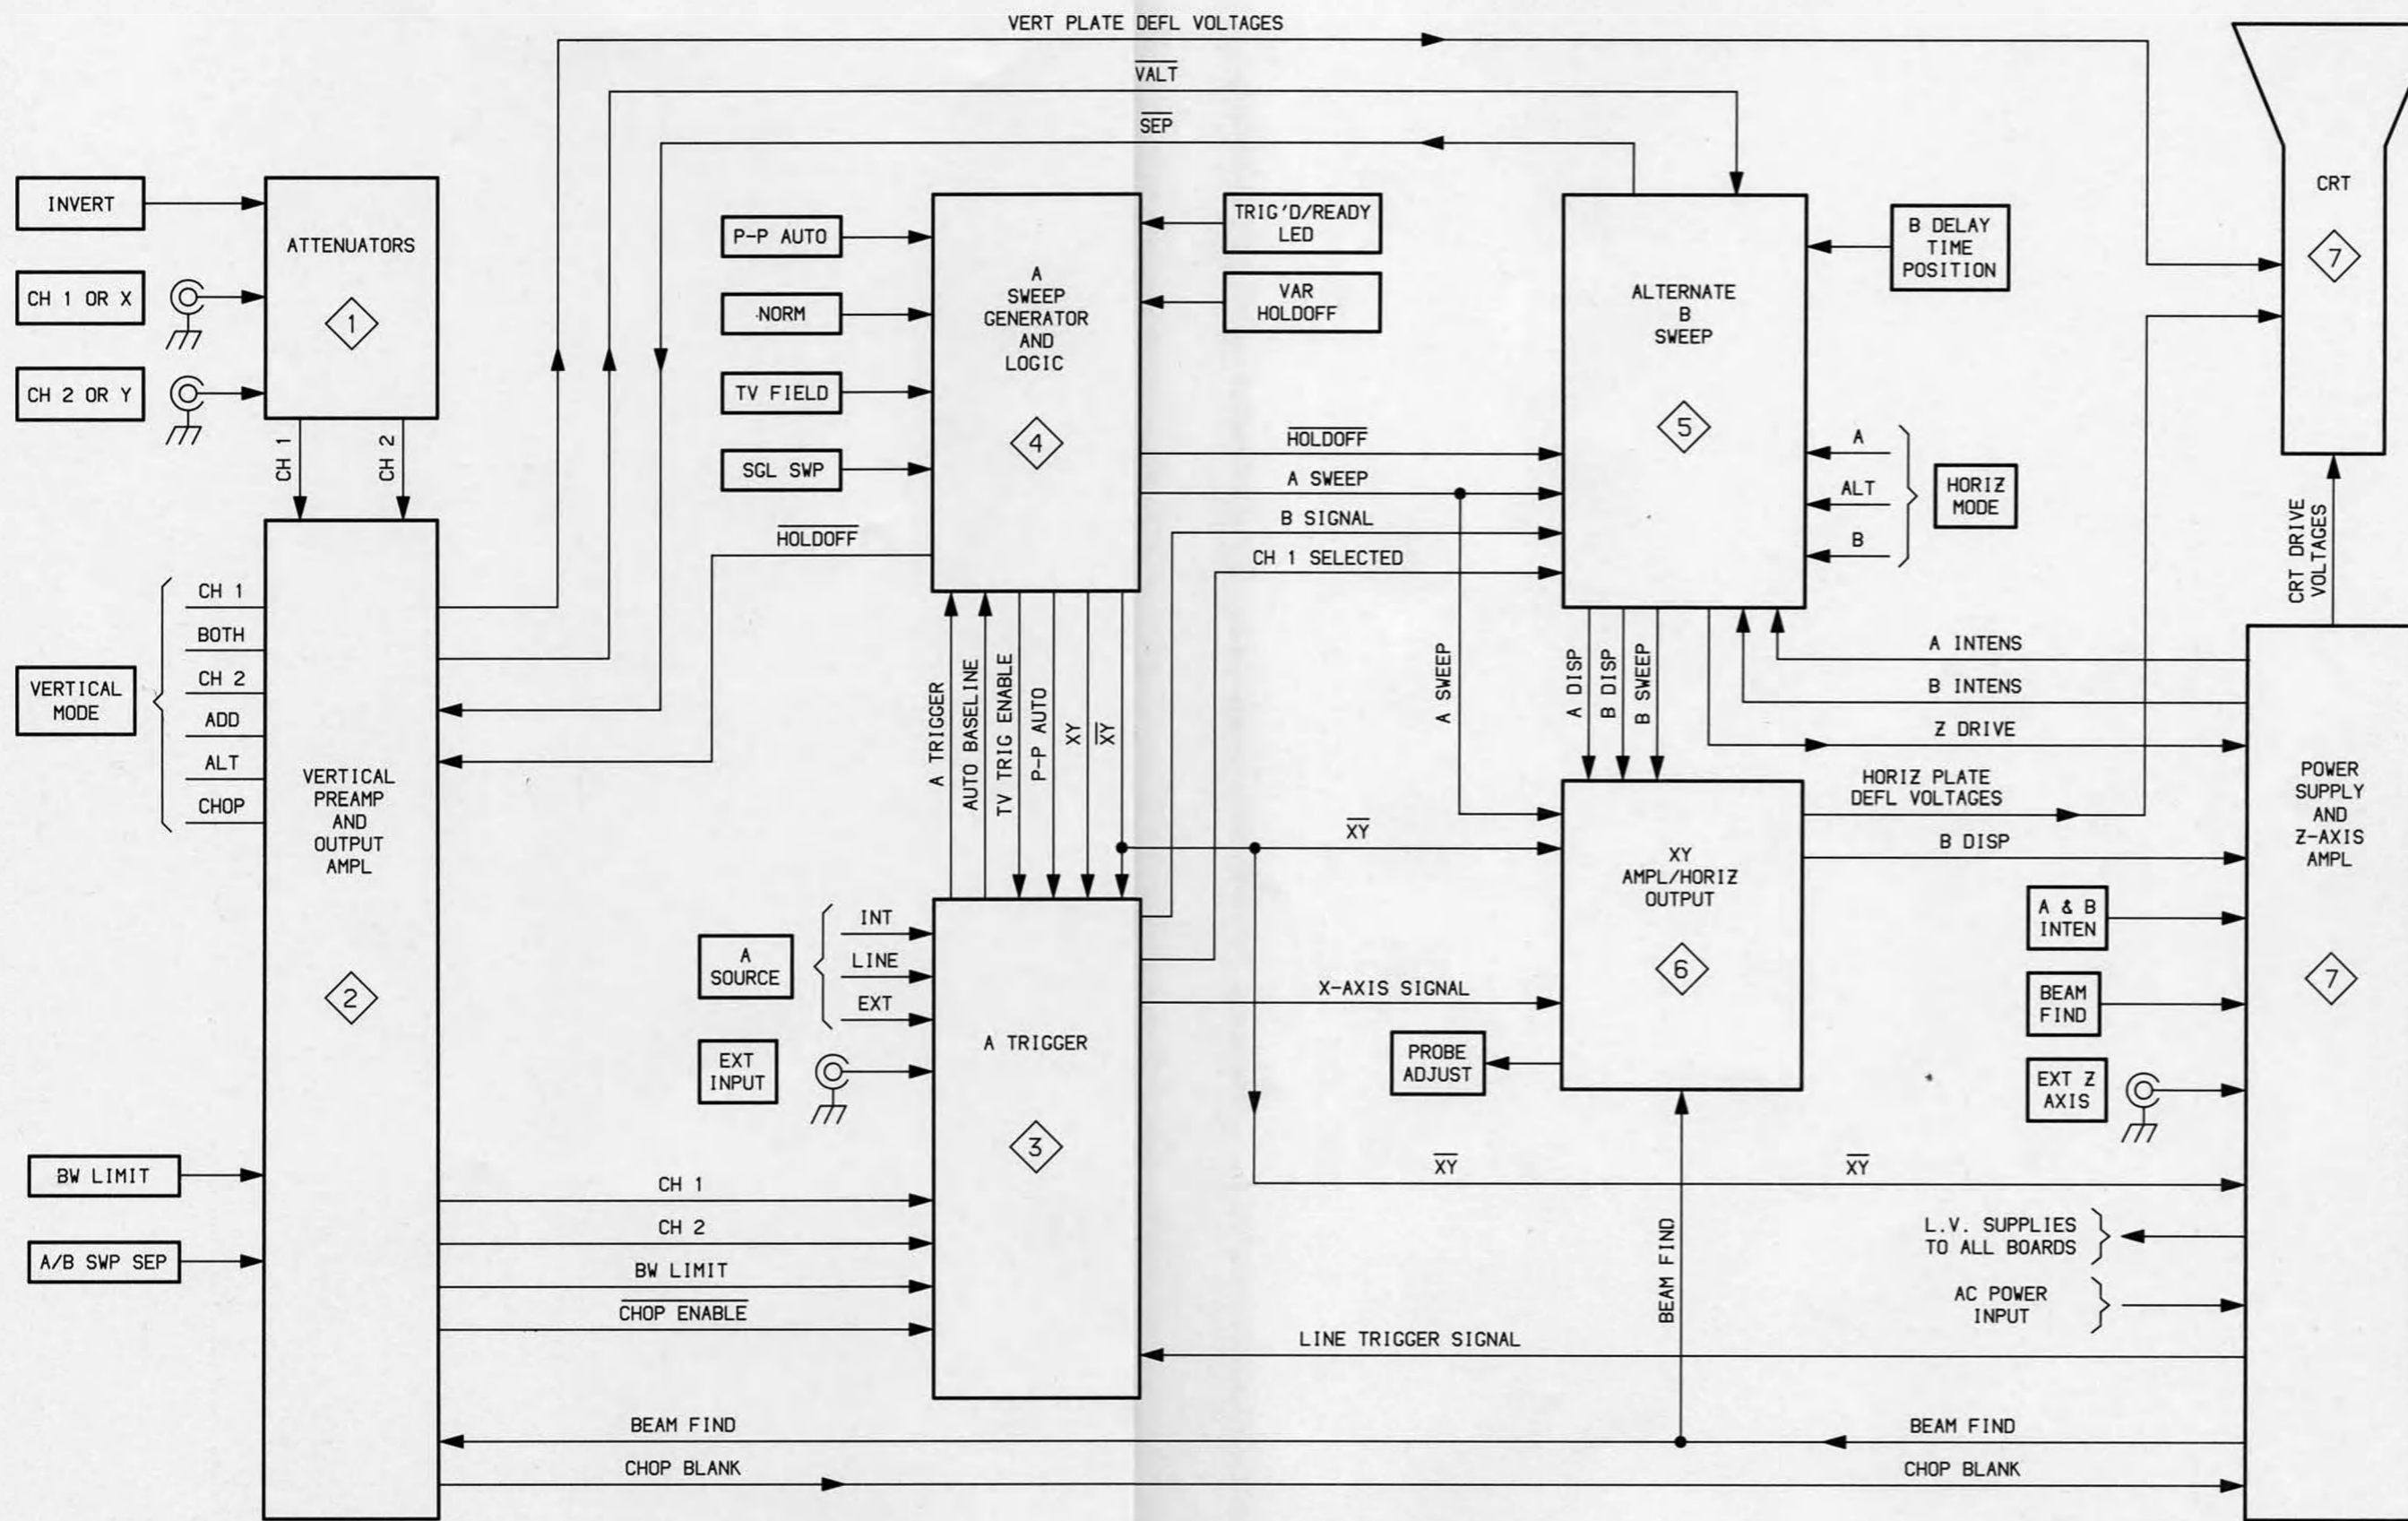 VERT PLATE DEFL VOLTAGES
VALT
SEP
INVERT
CH 1 OR X
CH 2 OR Y
ATTENUATORS
1
CH 1
CH 2
VERTICAL
MODE
CH 1
BOTH
CH 2
ADD
ALT
CHOP
VERTICAL
PREAMP
AND
OUTPUT
AMPL
2
BW LIMIT
A/B SWP SEP
P-P AUTO
NORM
TV FIELD
SGL SWP
HOLDOFF
A
SWEEP
GENERATOR
AND
LOGIC
4
TRIG'D/READY
LED
VAR
HOLDOFF
HOLDOFF
A SWEEP
B SIGNAL
CH 1 SELECTED
A TRIGGER
AUTO BASELINE
TV TRIG ENABLE
P-P AUTO
XY
XY
A
SOURCE
INT
LINE
EXT
EXT
INPUT
A TRIGGER
3
CH 1
CH 2
BW LIMIT
CHOP ENABLE
BEAM FIND
CHOP BLANK
ALTERNATE
B
SWEEP
5
B DELAY
TIME
POSITION
A
ALT
B
HORIZ
MODE
A SWEEP
A DISP
B DISP
B SWEEP
A INTENS
B INTENS
Z DRIVE
HORIZ PLATE
DEFL VOLTAGES
B DISP
XY
XY
AMPL/HORIZ
OUTPUT
6
X-AXIS SIGNAL
PROBE
ADJUST
XY
XY
BEAM FIND
LINE TRIGGER SIGNAL
BEAM FIND
CHOP BLANK
CRT
7
CRT DRIVE
VOLTAGES
POWER
SUPPLY
AND
Z-AXIS
AMPL
7
A & B
INTEN
BEAM
FIND
EXT Z
AXIS
L.V. SUPPLIES
TO ALL BOARDS
AC POWER
INPUT